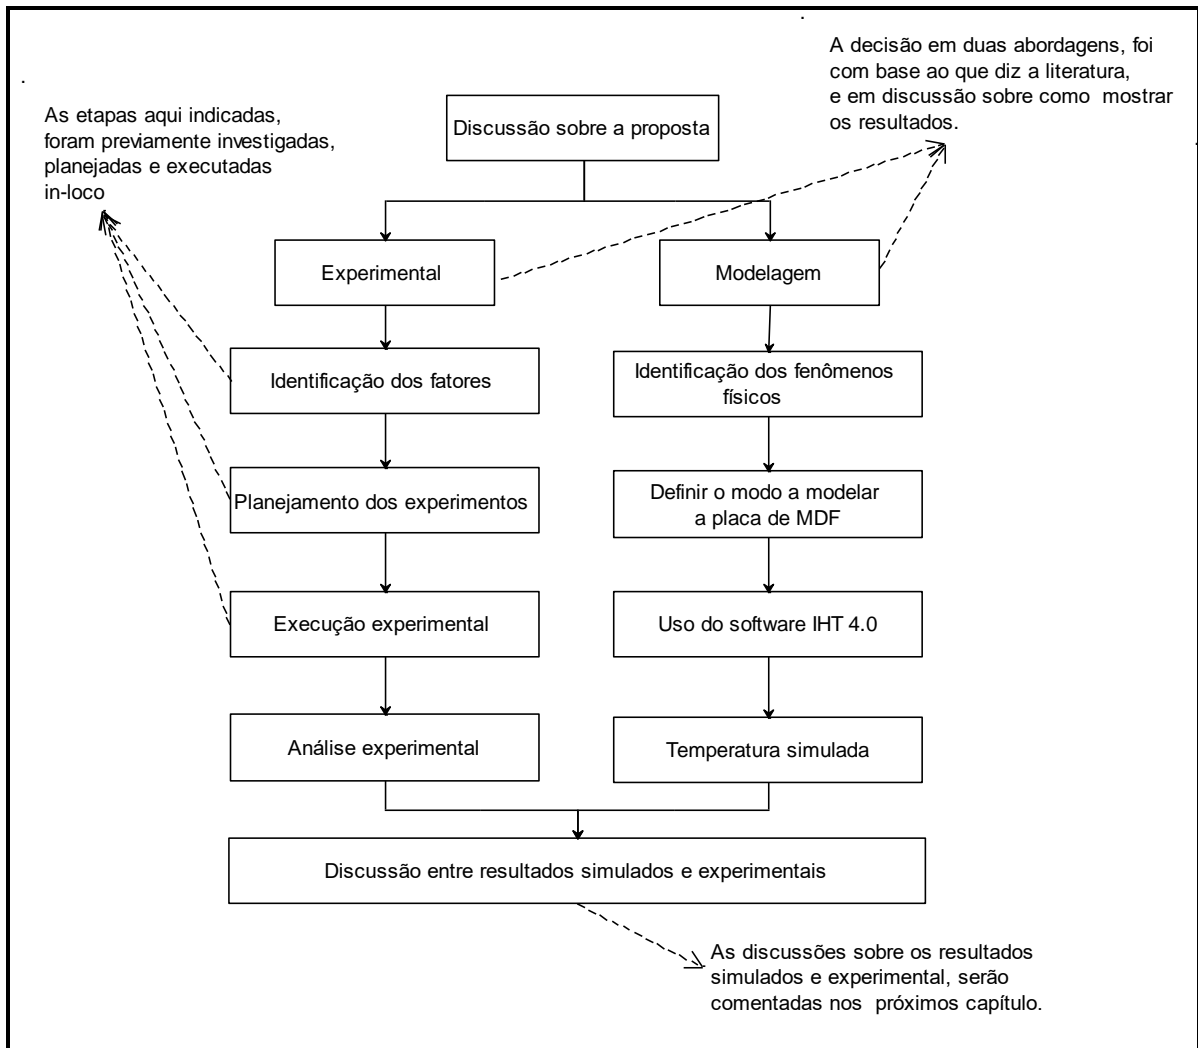 A decisão em duas abordagens, foi
com base ao que diz a literatura,
e em discussão sobre como mostrar
os resultados.
As etapas aqui indicadas,
foram previamente investigadas,
planejadas e executadas
in-loco
Discussão sobre a proposta
Experimental
Modelagem
Identificação dos fatores
Identificação dos fenômenos
físicos
Planejamento dos experimentos
Definir o modo a modelar
a placa de MDF
Execução experimental
Uso do software IHT 4.0
Análise experimental
Temperatura simulada
Discussão entre resultados simulados e experimentais
As discussões sobre os resultados
simulados e experimental, serão
comentadas nos próximos capítulo.